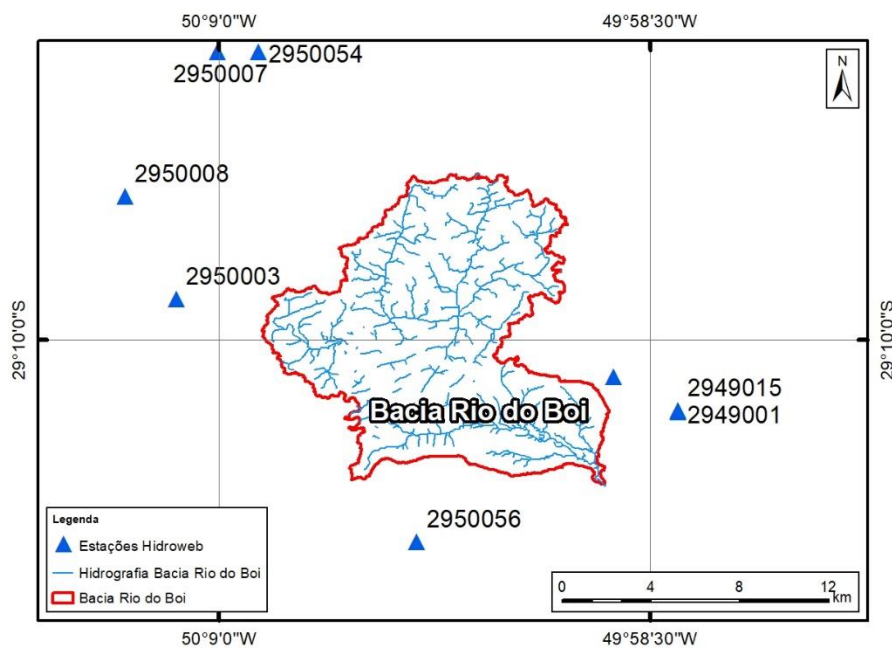 50°9'0"W
49°58'30"W
2950054
2950007
N
2950008
2950003
29°10'0"S
29°10'0"S
2949015
Bacia Rio do Boi
2949001
2950056
Legenda
Estações Hidroweb
Hidrografia Bacia Rio do Boi
Bacia Rio do Boi
0 4 8 12
km
50°9'0"W
49°58'30"W